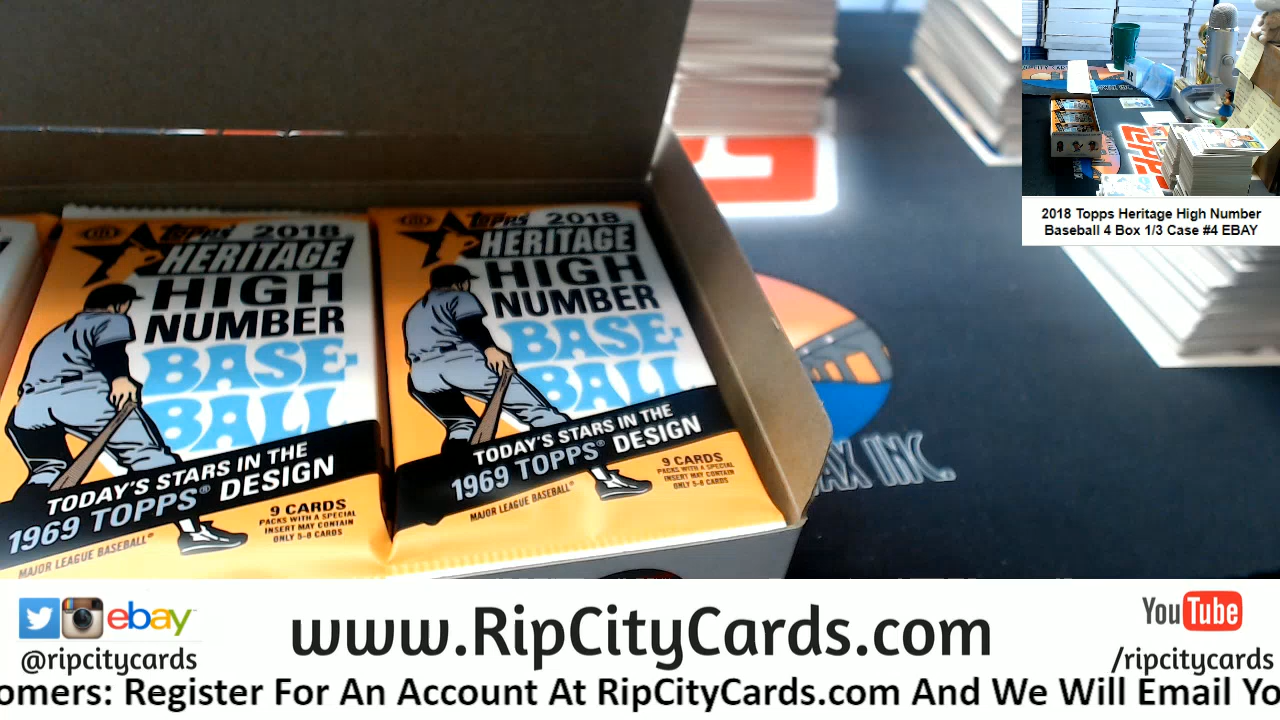 TOPPS 2018
HERITAGE
HIGH
NUMBER
BASE-
BALL
TODAY'S STARS IN THE
1969 TOPPS® DESIGN
9 CARDS
PACKS WITH A SPECIAL
INSERT MAY CONTAIN
ONLY 5-8 CARDS
MAJOR LEAGUE BASEBALL®
TOPPS 2018
HERITAGE
HIGH
NUMBER
BASE-
BALL
TODAY'S STARS IN THE
1969 TOPPS® DESIGN
9 CARDS
PACKS WITH A SPECIAL
INSERT MAY CONTAIN
ONLY 5-8 CARDS
MAJOR LEAGUE BASEBALL®
AX INC.
2018 Topps Heritage High Number
Baseball 4 Box 1/3 Case #4 EBAY
ebay
@ripcitycards
www.RipCityCards.com
YouTube
/ripcitycards
omers: Register For An Account At RipCityCards.com And We Will Email Yo